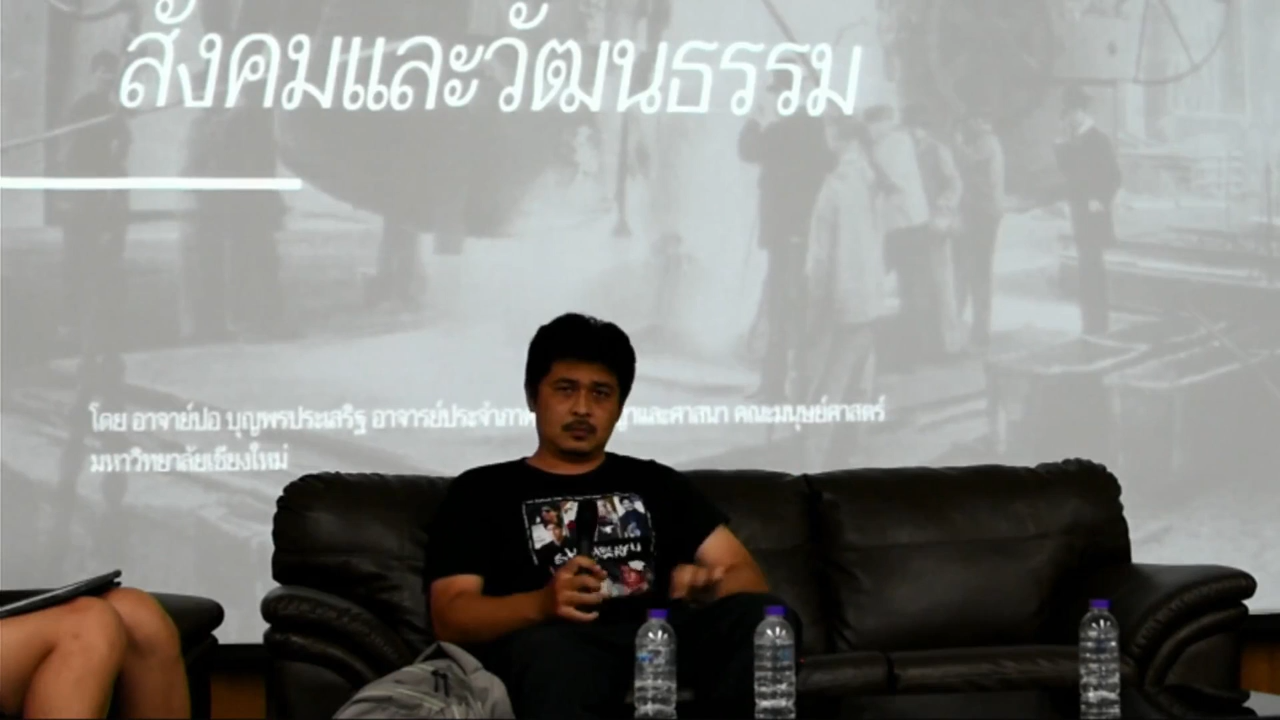 สังคมและวัฒนธรรม
โดย อาจาย์ปอ บุญพรประเสริฐ อาจารย์ประจำภาค และศาสนา คณะมนุษย์ศาสตร์
มหาวิทยาลัยเชียงใหม่